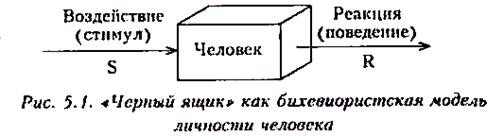 Воздействие
(стимул)
S
Человек
Реакция
(поведение)
R
Рис. 5.1. «Черный ящик» как бихевиористская модель
личности человека